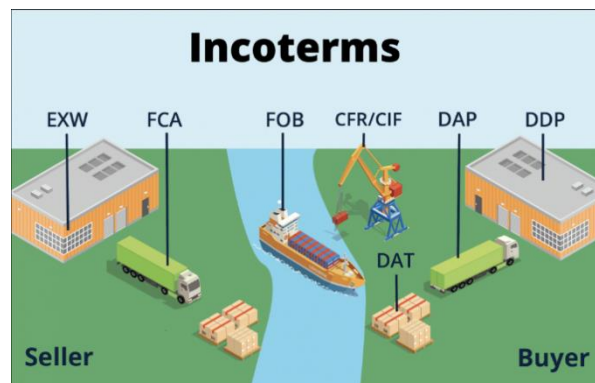 Incoterms
EXW FCA FOB CFR/CIF DAP DDP
DAT
Seller Buyer